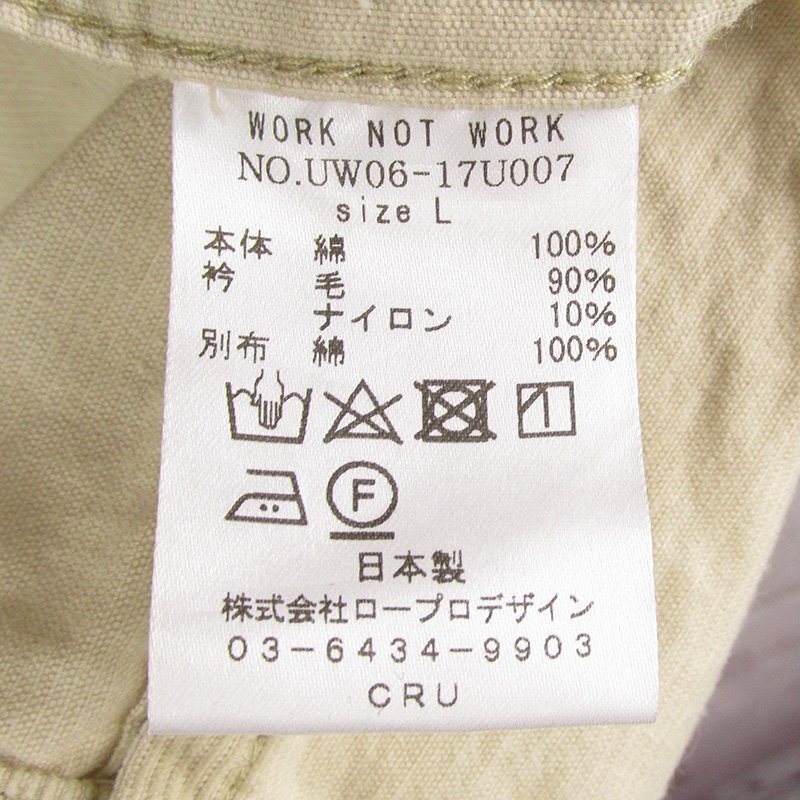 WORK NOT WORK
NO.UW06-17U007
size L
本体 綿 100%
衿 毛 90%
ナイロン 10%
別布 綿 100%
F
日本製
株式会社ロープロデザイン
03-6434-9903
CRU